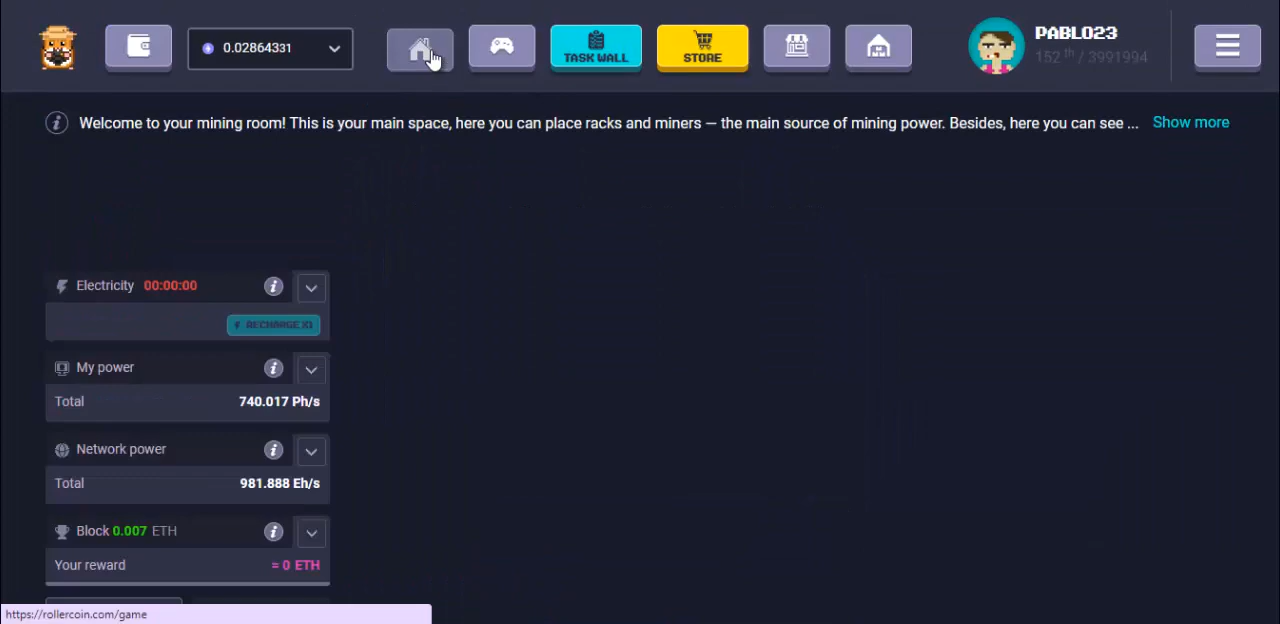 0.02864331
TASK WALL
STORE
PABLO23
152 th / 3991994
Welcome to your mining room! This is your main space, here you can place racks and miners — the main source of mining power. Besides, here you can see ...
Show more
Electricity 00:00:00
RECHARGE X1
My power
Total 740.017 Ph/s
Network power
Total 981.888 Eh/s
Block 0.007 ETH
Your reward ≈ 0 ETH
https://rollercoin.com/game